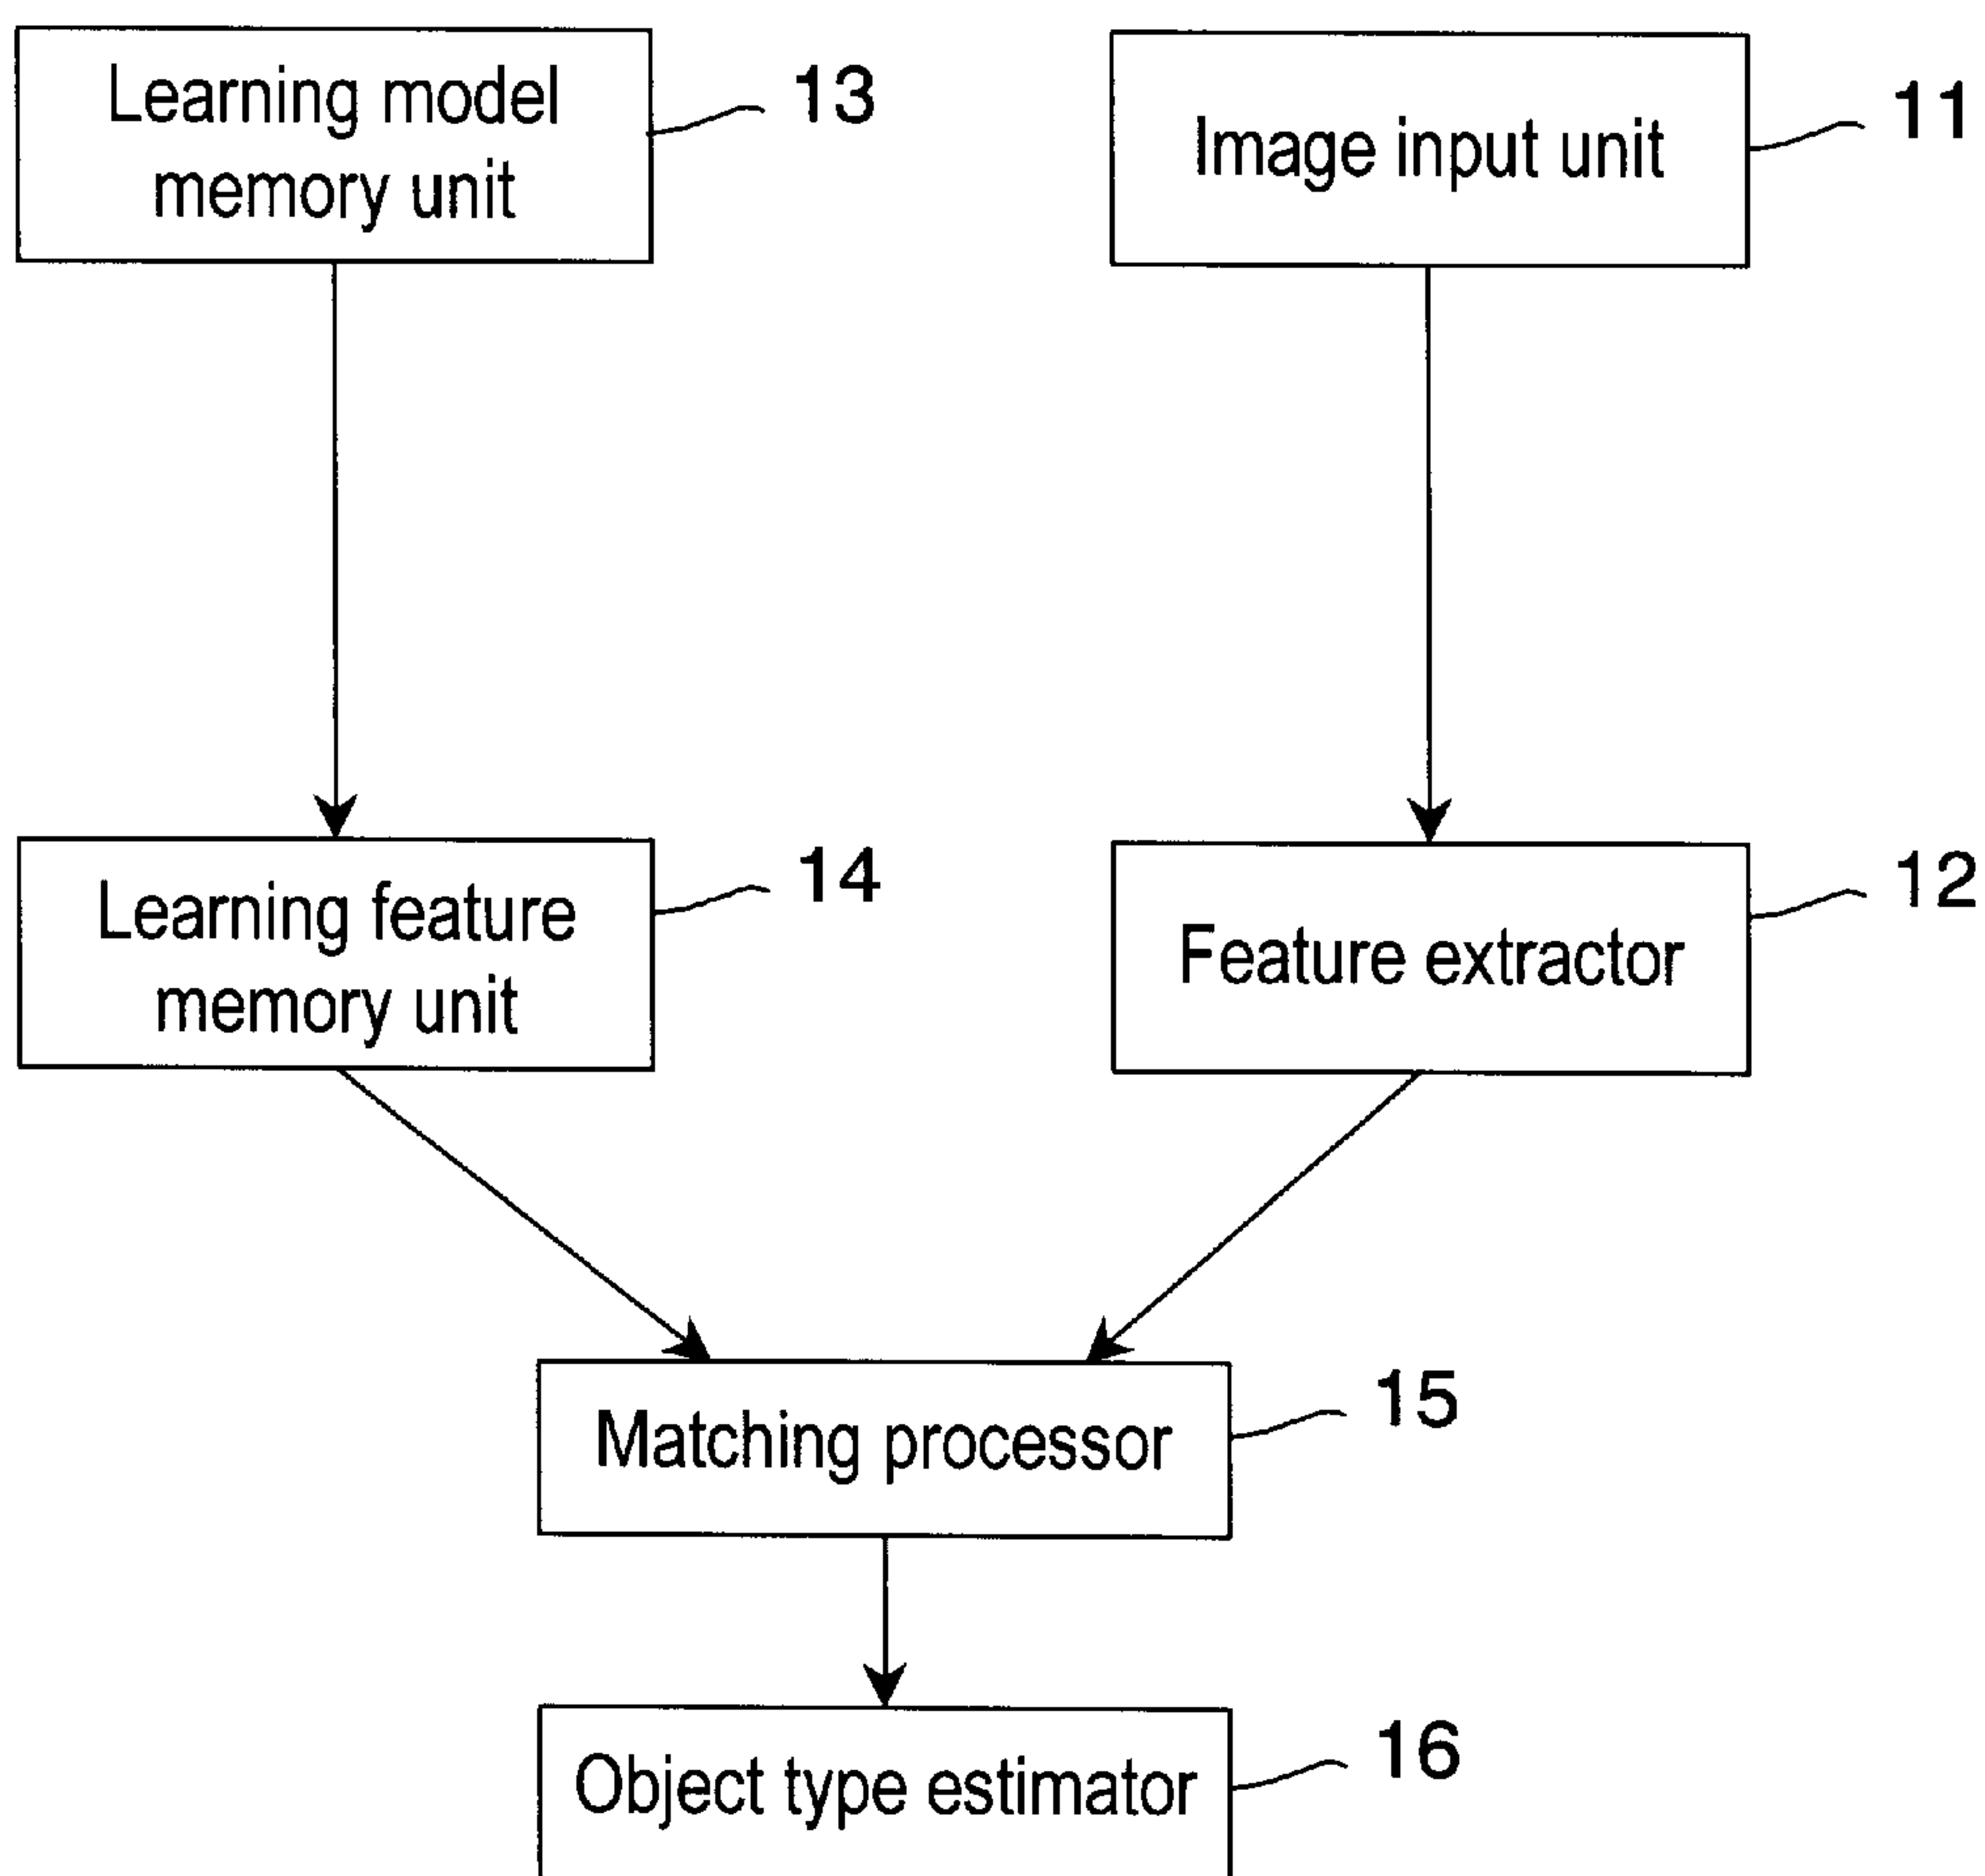 Learning model
memory unit
13
Image input unit
11
Learning feature
memory unit
14
Feature extractor
12
Matching processor
15
Object type estimator
16